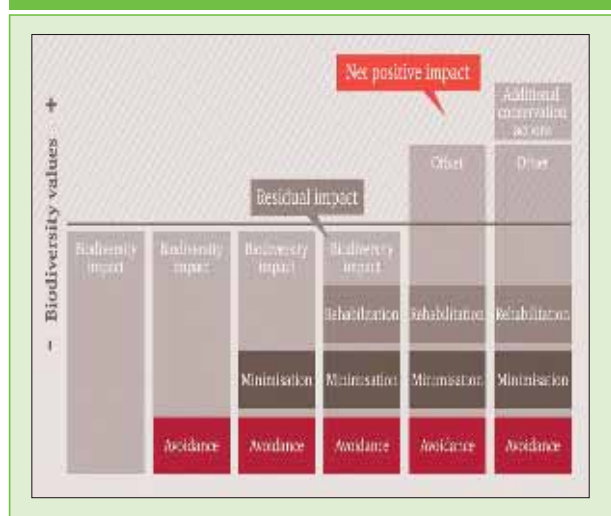 Net positive impact
+
Additional
conservation
actions
Offset
Offset
Residual impact
Biodiversity
impact
Biodiversity
impact
Biodiversity
impact
Biodiversity
impact
Rehabilitation
Rehabilitation
Rehabilitation
Minimisation
Minimisation
Minimisation
Minimisation
Avoidance
Avoidance
Avoidance
Avoidance
Avoidance
– Biodiversity values